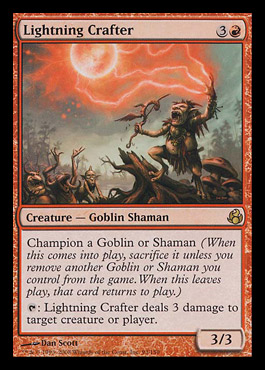 Lightning Crafter 3
Creature — Goblin Shaman
Champion a Goblin or Shaman (When
this comes into play, sacrifice it unless you
remove another Goblin or Shaman you
control from the game. When this leaves
play, that card returns to play.)
: Lightning Crafter deals 3 damage to
target creature or player.
Dan Scott
3/3